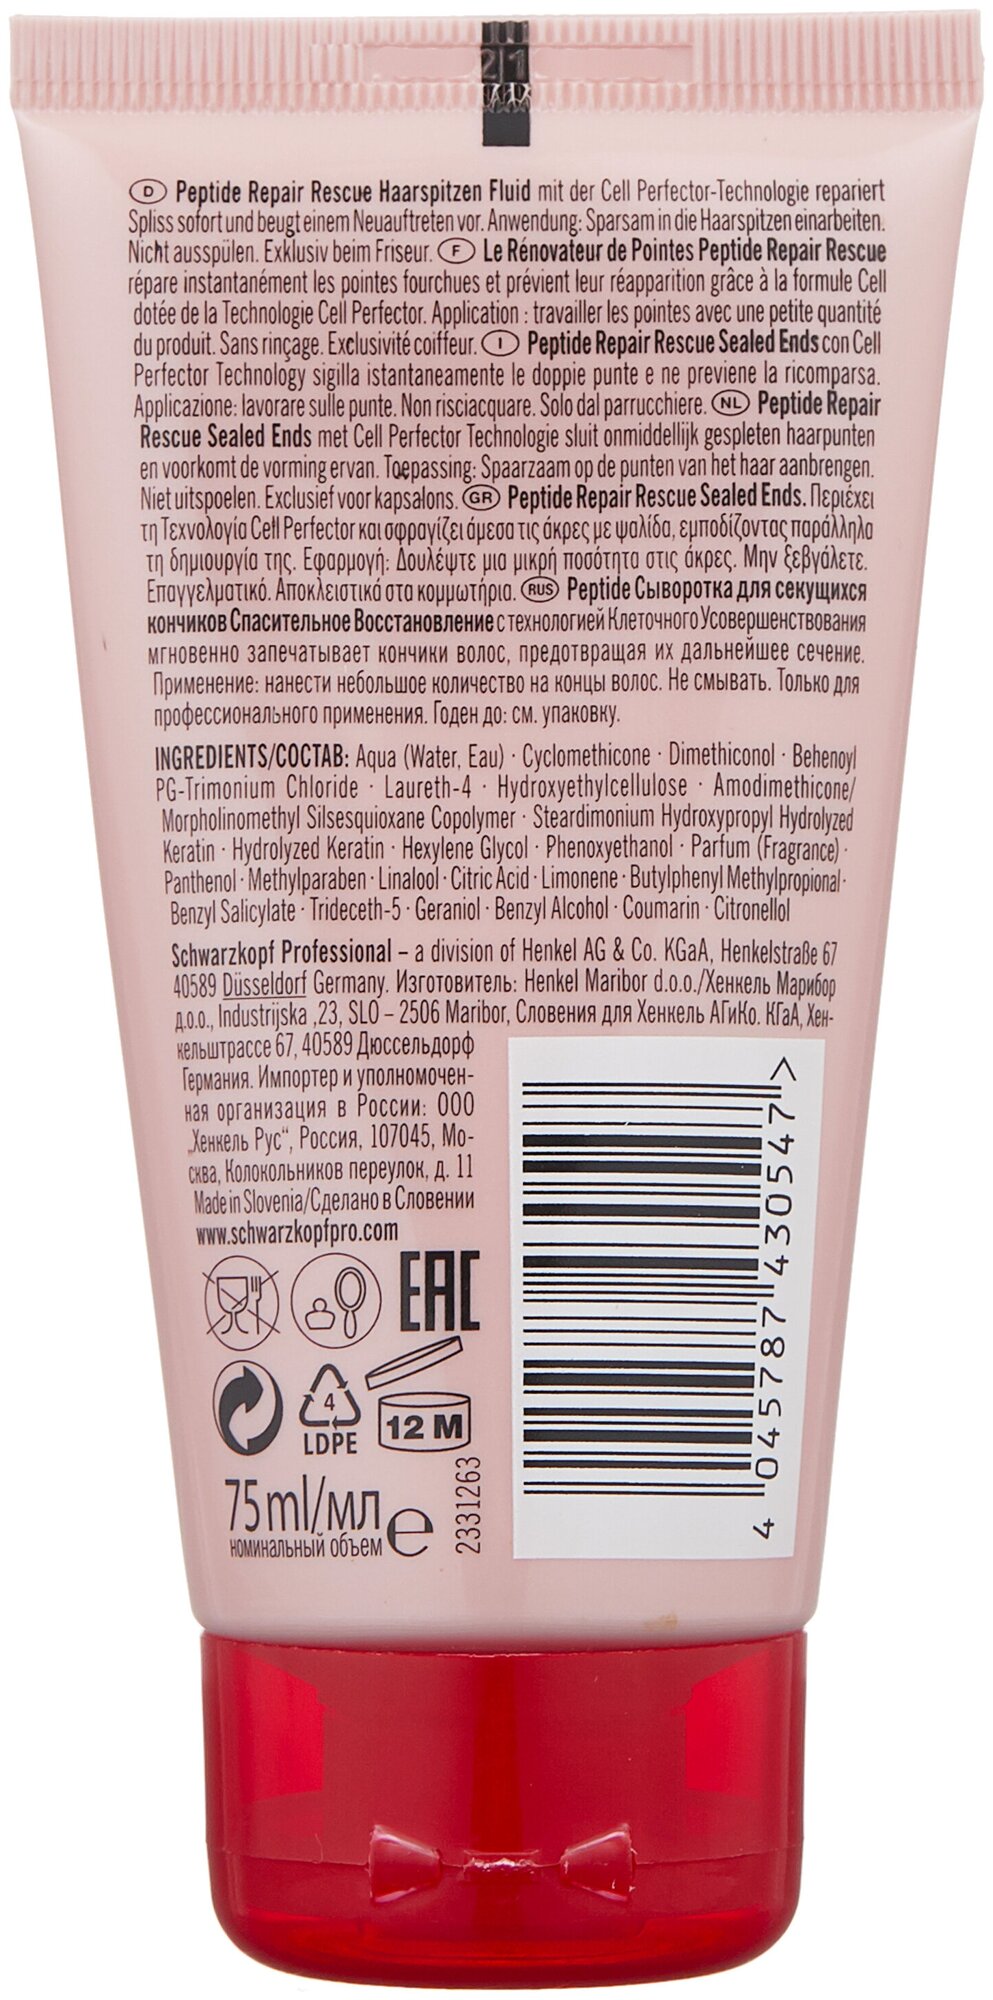 21
D Peptide Repair Rescue Haarspitzen Fluid mit der Cell Perfector-Technologie repariert
Spliss sofort und beugt einem Neuauftreten vor. Anwendung: Sparsam in die Haarspitzen einarbeiten.
Nicht ausspülen. Exklusiv beim Friseur. F Le Rénovateur de Pointes Peptide Repair Rescue
répare instantanément les pointes fourchues et prévient leur réapparition grâce à la formule Cell
dotée de la Technologie Cell Perfector. Application : travailler les pointes avec une petite quantité
du produit. Sans rinçage. Exclusivité coiffeur. I Peptide Repair Rescue Sealed Ends con Cell
Perfector Technology sigilla istantaneamente le doppie punte e ne previene la ricomparsa.
Applicazione: lavorare sulle punte. Non risciacquare. Solo dal parrucchiere. NL Peptide Repair
Rescue Sealed Ends met Cell Perfector Technologie sluit onmiddellijk gespleten haarpunten
en voorkomt de vorming ervan. Toepassing: Spaarzaam op de punten van het haar aanbrengen.
Niet uitspoelen. Exclusief voor kapsalons. GR Peptide Repair Rescue Sealed Ends. Περιέχει
τη Τεχνολογία Cell Perfector και σφραγίζει άμεσα τις άκρες με ψαλίδα, εμποδίζοντας παράλληλα
τη δημιουργία της. Εφαρμογή: Δουλέψτε μια μικρή ποσότητα στις άκρες. Μην ξεβγάλετε.
Επαγγελματικό. Αποκλειστικά στα κομμωτήρια. RUS Peptide Сыворотка для секущихся
кончиков Спасительное Восстановление с технологией Клеточного Усовершенствования
мгновенно запечатывает кончики волос, предотвращая их дальнейшее сечение.
Применение: нанести небольшое количество на концы волос. Не смывать. Только для
профессионального применения. Годен до: см. упаковку.
INGREDIENTS/СОСТАВ: Aqua (Water, Eau) · Cyclomethicone · Dimethiconol · Behenoyl
PG-Trimonium Chloride · Laureth-4 · Hydroxyethylcellulose · Amodimethicone/
Morpholinomethyl Silsesquioxane Copolymer · Steardimonium Hydroxypropyl Hydrolyzed
Keratin · Hydrolyzed Keratin · Hexylene Glycol · Phenoxyethanol · Parfum (Fragrance) ·
Panthenol · Methylparaben · Linalool · Citric Acid · Limonene · Butylphenyl Methylpropional ·
Benzyl Salicylate · Trideceth-5 · Geraniol · Benzyl Alcohol · Coumarin · Citronellol
Schwarzkopf Professional – a division of Henkel AG & Co. KGaA, Henkelstraße 67
40589 Düsseldorf Germany. Изготовитель: Henkel Maribor d.o.o./Хенкель Марибор
д.о.о., Industrijska ,23, SLO – 2506 Maribor, Словения для Хенкель АГиКо. КГаА, Хен-
кельштрассе 67, 40589 Дюссельдорф
Германия. Импортер и уполномочен-
ная организация в России: ООО
„Хенкель Рус“, Россия, 107045, Мо-
сква, Колокольников переулок, д. 11
Made in Slovenia/Сделано в Словении
www.schwarzkopfpro.com
EAC
4
LDPE
12 M
75 ml/мл e
номинальный объем
2331263
4 045787 430547 >